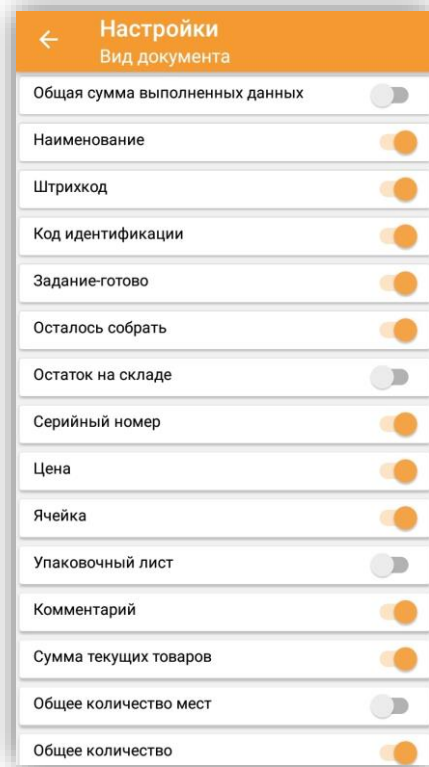 Настройки
Вид документа
Общая сумма выполненных данных
Наименование
Штрихкод
Код идентификации
Задание-готово
Осталось собрать
Остаток на складе
Серийный номер
Цена
Ячейка
Упаковочный лист
Комментарий
Сумма текущих товаров
Общее количество мест
Общее количество